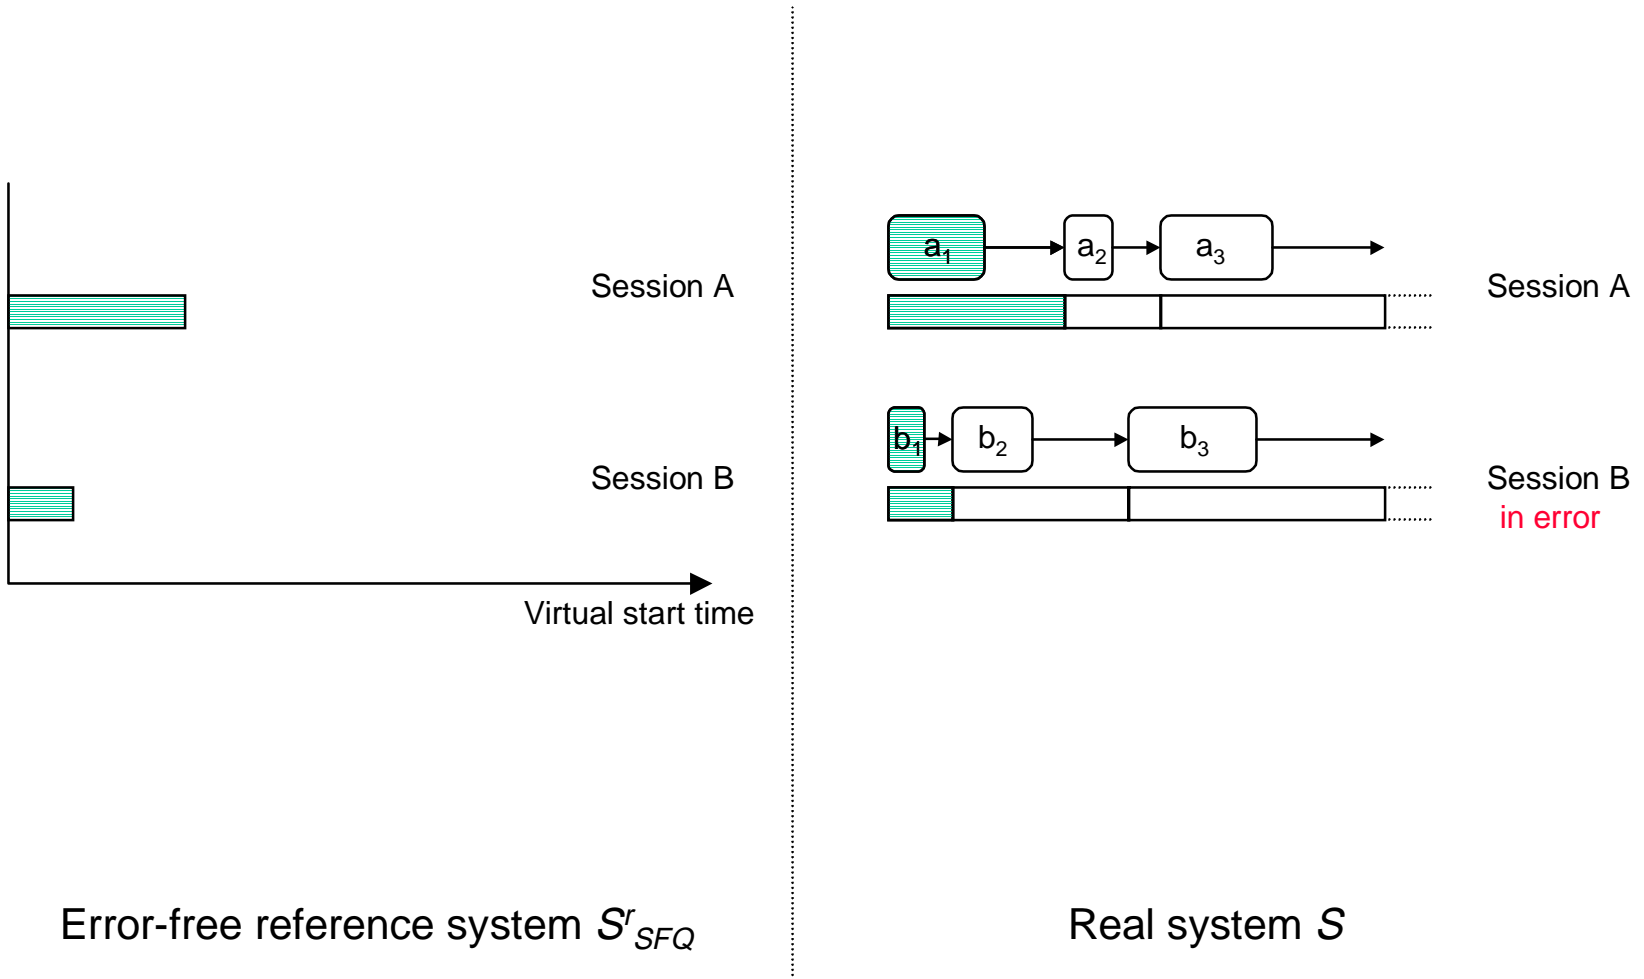 Session A
Session B
Virtual start time
Error-free reference system SʳSFQ
a1 a2 a3
Session A
b1 b2 b3
Session B
in error
Real system S